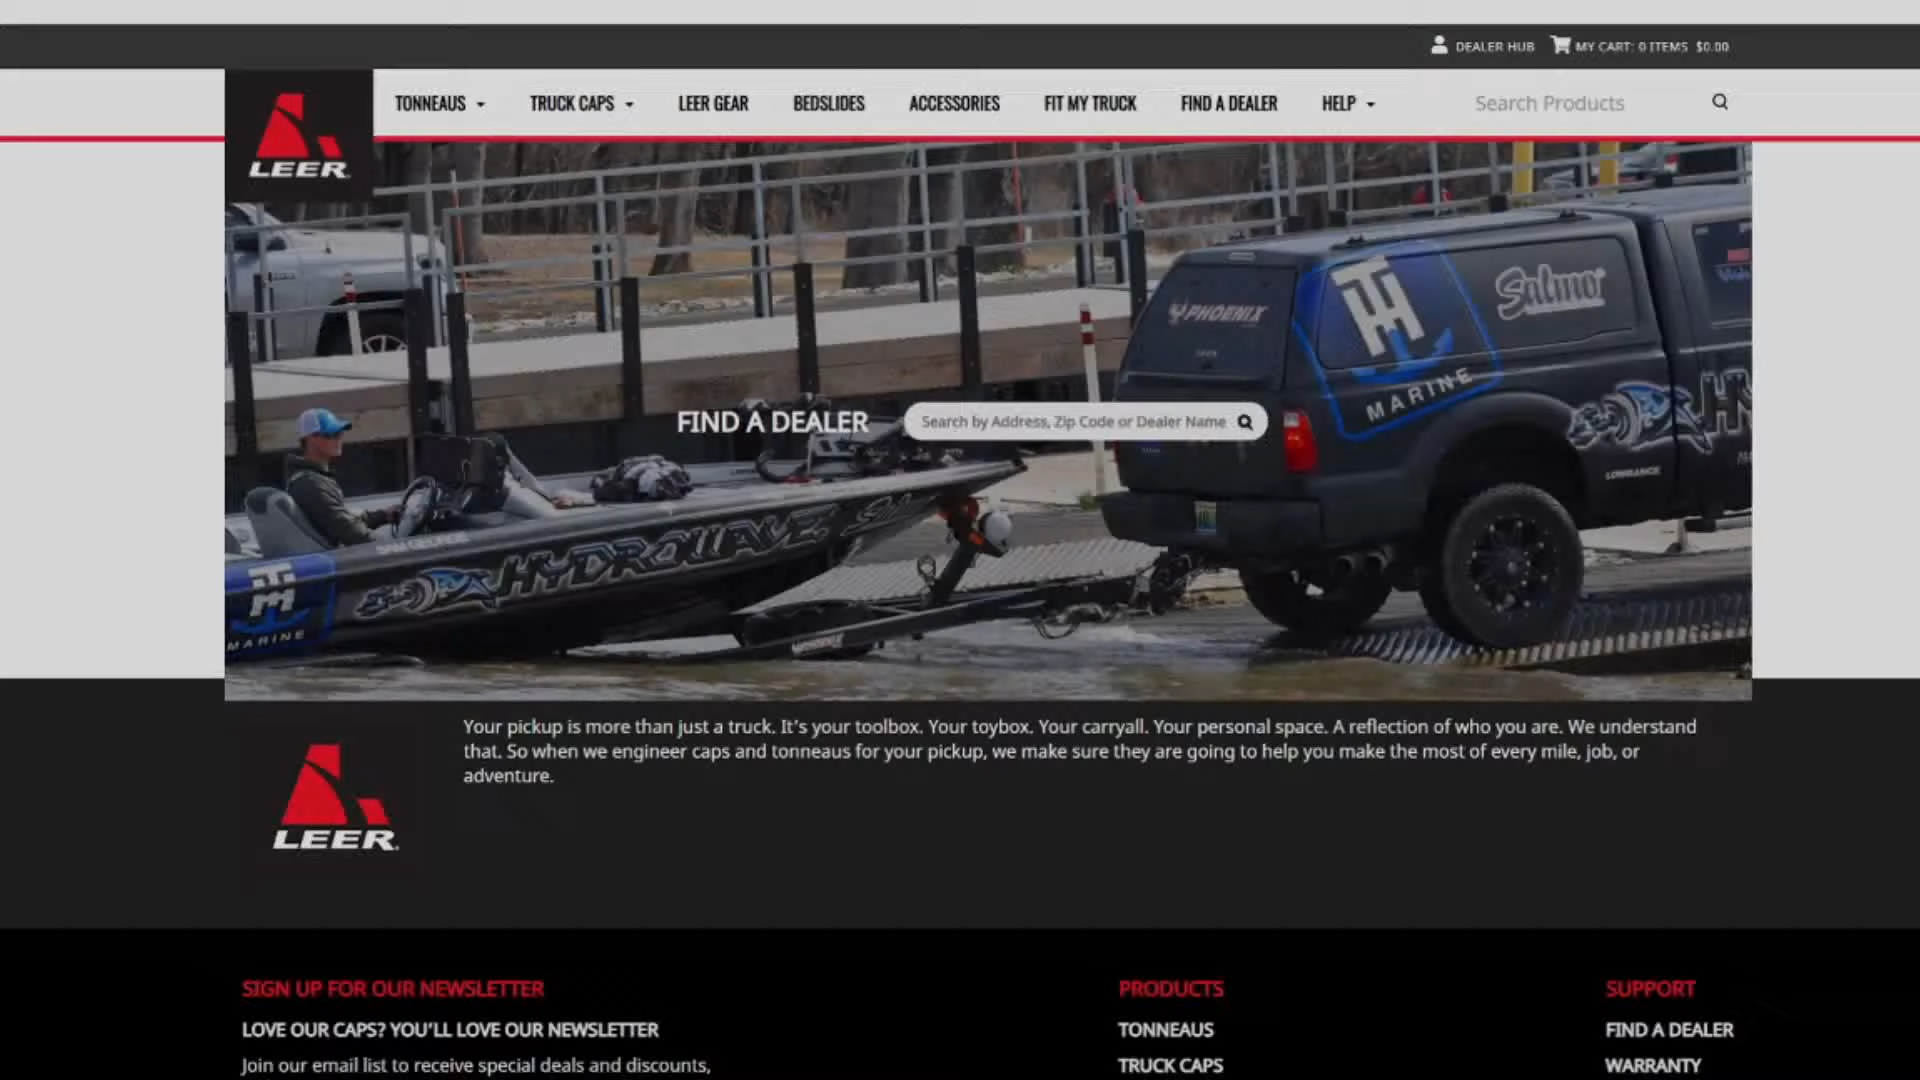 DEALER HUB MY CART: 0 ITEMS $0.00
TONNEAUS TRUCK CAPS LEER GEAR BEDSLIDES ACCESSORIES FIT MY TRUCK FIND A DEALER HELP Search Products
LEER
PHOENIX
TH
MARINE
Salmo
FIND A DEALER Search by Address, Zip Code or Dealer Name
LOWRANCE
SAM GEORGE
HYDROWAVE
TH
MARINE
Your pickup is more than just a truck. It's your toolbox. Your toybox. Your carryall. Your personal space. A reflection of who you are. We understand
that. So when we engineer caps and tonneaus for your pickup, we make sure they are going to help you make the most of every mile, job, or
adventure.
LEER
SIGN UP FOR OUR NEWSLETTER
LOVE OUR CAPS? YOU'LL LOVE OUR NEWSLETTER
Join our email list to receive special deals and discounts,
PRODUCTS
TONNEAUS
TRUCK CAPS
SUPPORT
FIND A DEALER
WARRANTY